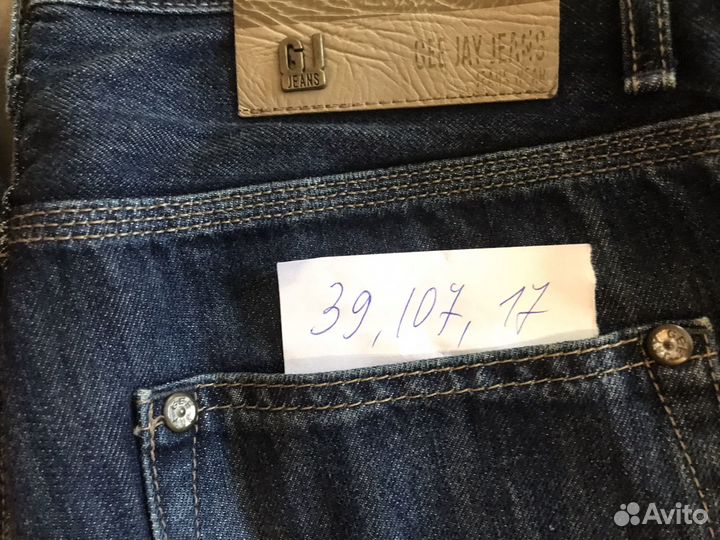 GJ
JEANS
GEE JAY JEANS
39, 107, 17
Avito